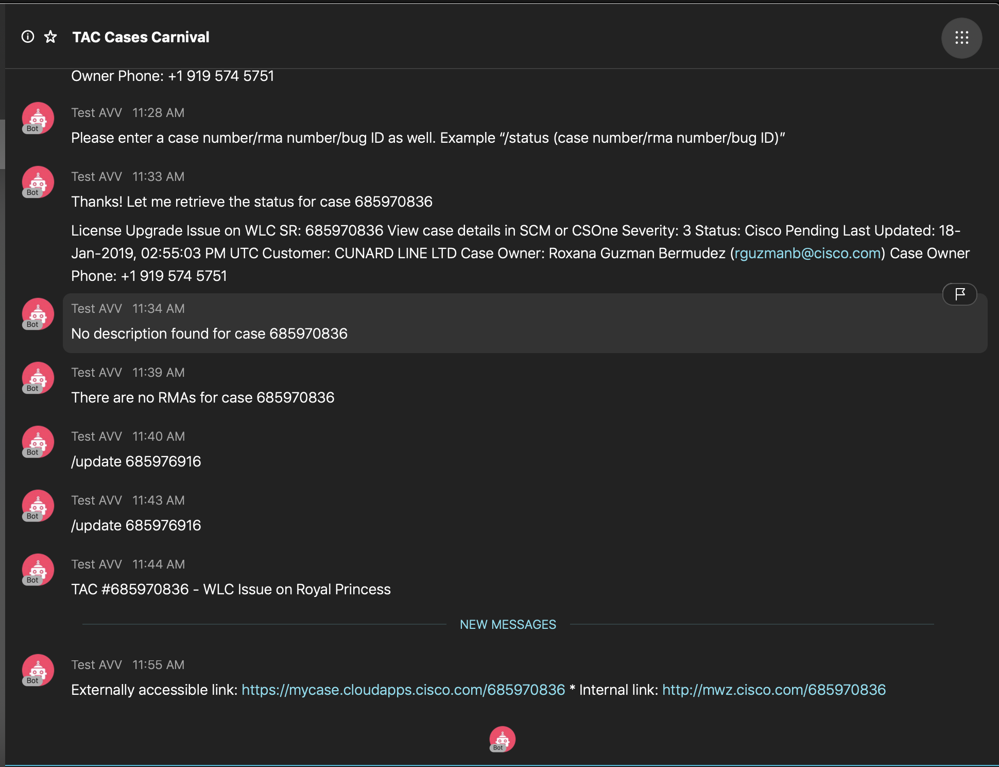 TAC Cases Carnival
Owner Phone: +1 919 574 5751
Test AVV 11:28 AM
Bot
Please enter a case number/rma number/bug ID as well. Example “/status (case number/rma number/bug ID)”
Test AVV 11:33 AM
Bot
Thanks! Let me retrieve the status for case 685970836
License Upgrade Issue on WLC SR: 685970836 View case details in SCM or CSOne Severity: 3 Status: Cisco Pending Last Updated: 18-
Jan-2019, 02:55:03 PM UTC Customer: CUNARD LINE LTD Case Owner: Roxana Guzman Bermudez (rguzmanb@cisco.com) Case Owner
Phone: +1 919 574 5751
Test AVV 11:34 AM
Bot
No description found for case 685970836
Test AVV 11:39 AM
Bot
There are no RMAs for case 685970836
Test AVV 11:40 AM
Bot
/update 685976916
Test AVV 11:43 AM
Bot
/update 685976916
Test AVV 11:44 AM
Bot
TAC #685970836 - WLC Issue on Royal Princess
NEW MESSAGES
Test AVV 11:55 AM
Bot
Externally accessible link: https://mycase.cloudapps.cisco.com/685970836 * Internal link: http://mwz.cisco.com/685970836
Bot